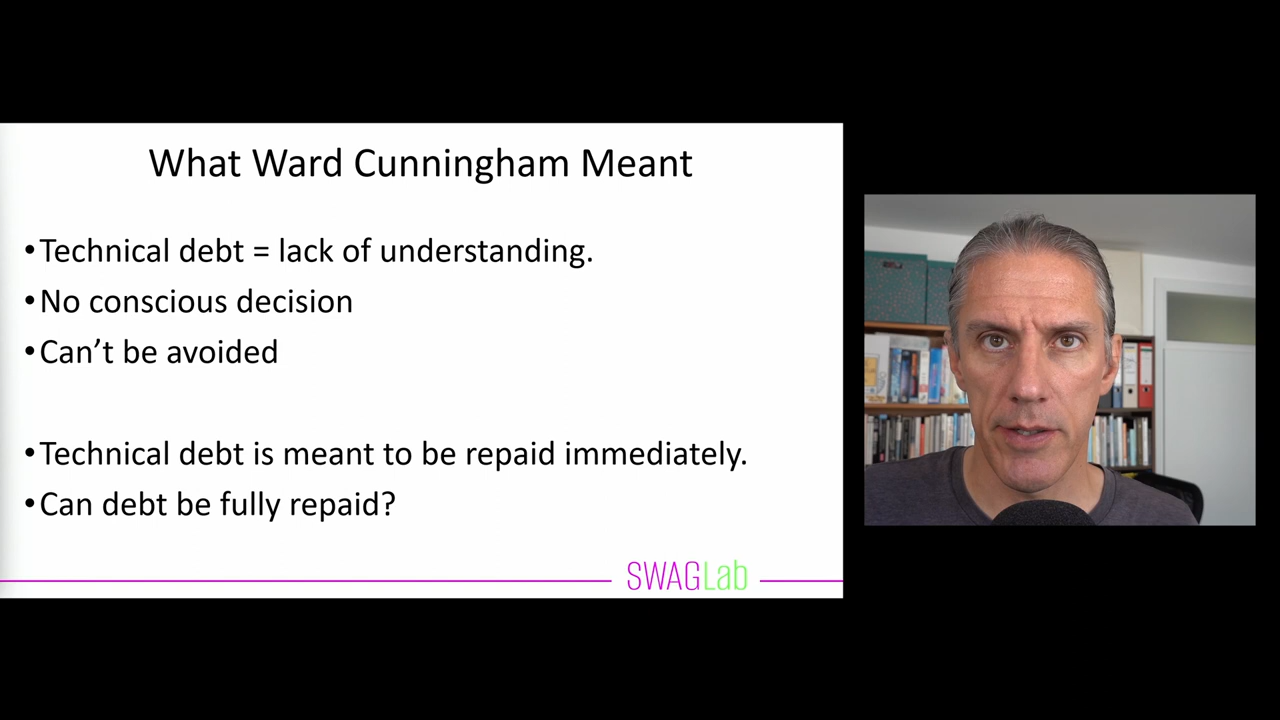 What Ward Cunningham Meant
•Technical debt = lack of understanding.
•No conscious decision
•Can’t be avoided
•Technical debt is meant to be repaid immediately.
•Can debt be fully repaid?
SWAGLab